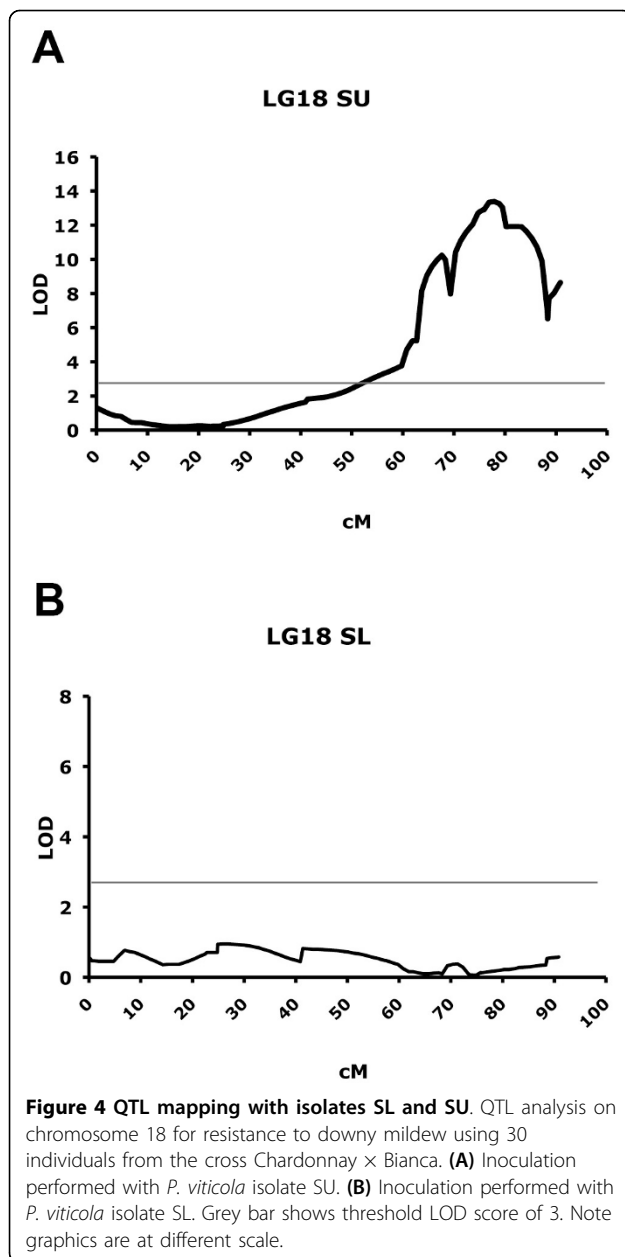 A
LG18 SU
16
14
12
10
8
6
4
2
0
LOD
0 10 20 30 40 50 60 70 80 90 100
cM
B
LG18 SL
8
6
4
2
0
LOD
0 10 20 30 40 50 60 70 80 90 100
cM
Figure 4 QTL mapping with isolates SL and SU. QTL analysis on
chromosome 18 for resistance to downy mildew using 30
individuals from the cross Chardonnay × Bianca. (A) Inoculation
performed with P. viticola isolate SU. (B) Inoculation performed with
P. viticola isolate SL. Grey bar shows threshold LOD score of 3. Note
graphics are at different scale.